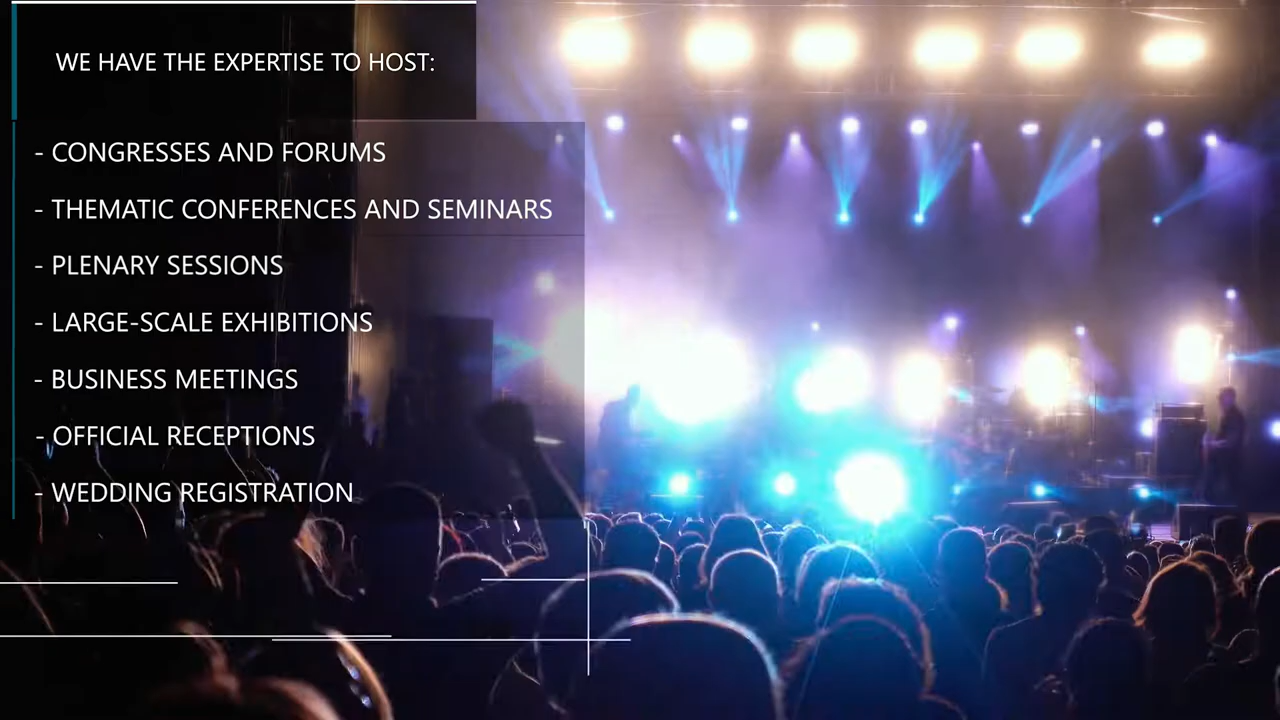 WE HAVE THE EXPERTISE TO HOST:
- CONGRESSES AND FORUMS
- THEMATIC CONFERENCES AND SEMINARS
- PLENARY SESSIONS
- LARGE-SCALE EXHIBITIONS
- BUSINESS MEETINGS
- OFFICIAL RECEPTIONS
- WEDDING REGISTRATION